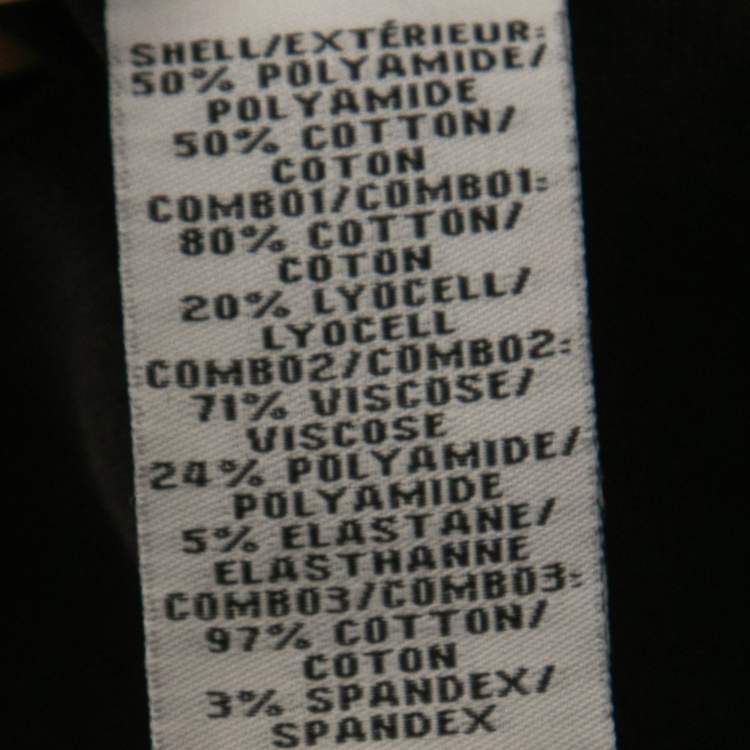 SHELL/EXTÉRIEUR:
50% POLYAMIDE/
POLYAMIDE
50% COTTON/
COTON
COMBO1/COMBO1:
80% COTTON/
COTON
20% LYOCELL/
LYOCELL
COMBO2/COMBO2:
71% VISCOSE/
VISCOSE
24% POLYAMIDE/
POLYAMIDE
5% ELASTANE/
ELASTHANNE
COMBO3/COMBO3:
97% COTTON/
COTON
3% SPANDEX/
SPANDEX